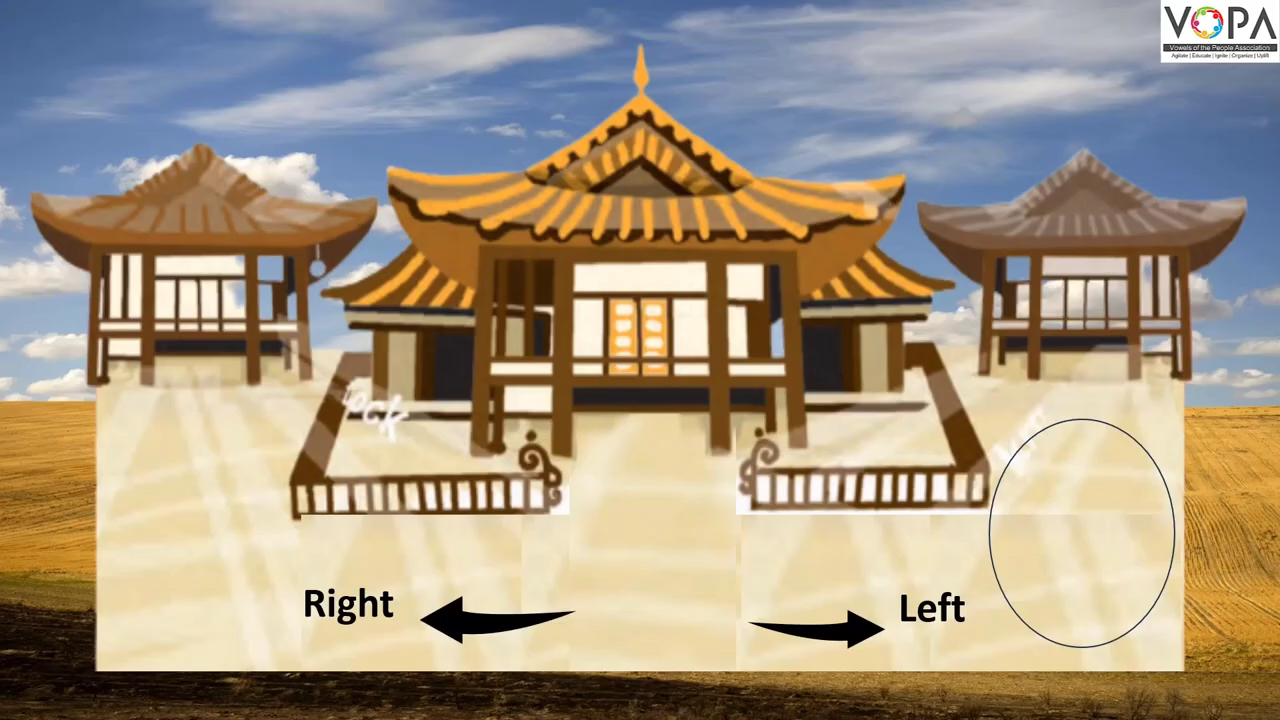 VOPA
Vowels of the People Association
Agitate | Educate | Ignite | Organize | Uplift
Right
Left